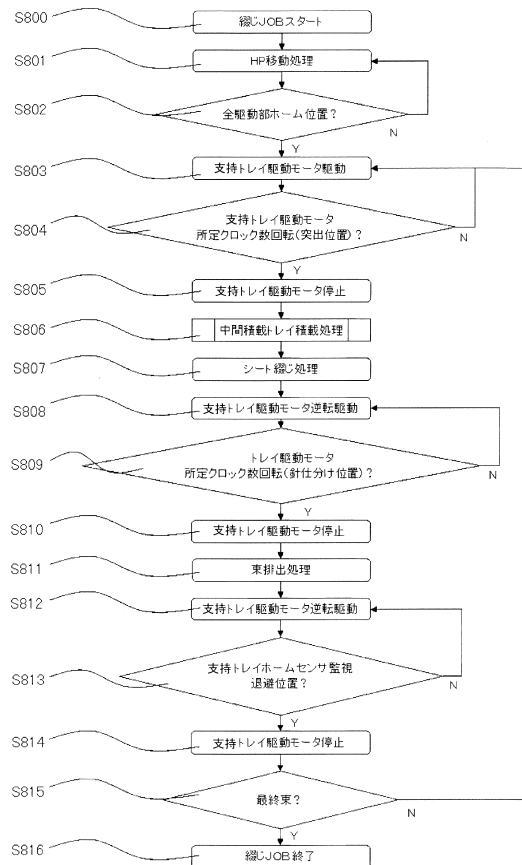 S800
綴じJOBスタート
S801
HP移動処理
S802
全駆動部ホーム位置？
N
Y
S803
支持トレイ駆動モータ駆動
S804
支持トレイ駆動モータ
所定クロック数回転(突出位置)？
N
Y
S805
支持トレイ駆動モータ停止
S806
中間積載トレイ積載処理
S807
シート綴じ処理
S808
支持トレイ駆動モータ逆転駆動
S809
トレイ駆動モータ
所定クロック数回転(針仕分け位置)？
N
Y
S810
支持トレイ駆動モータ停止
S811
束排出処理
S812
支持トレイ駆動モータ逆転駆動
S813
支持トレイホームセンサ監視
退避位置？
N
Y
S814
支持トレイ駆動モータ停止
S815
最終束？
N
Y
S816
綴じJOB終了